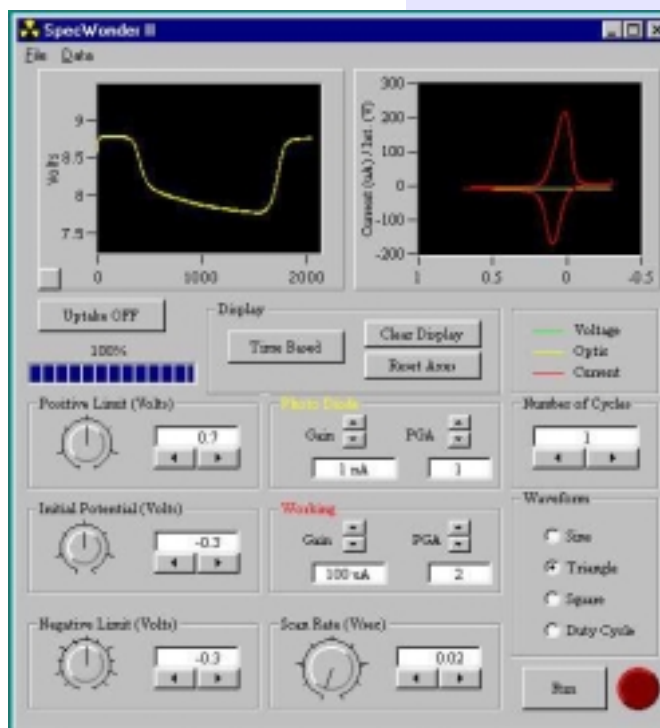 SpecWonder II
File Data
Volts
9
8.5
8
7.5
0 1000 2000
Current (uA) / Int. (V)
300
200
100
0
-100
-200
1 0.5 0 -0.5
Uptake OFF
100%
Display
Time Based
Clear Display
Reset Axes
Voltage
Optic
Current
Positive Limit (Volts)
0.7
Photo Diode
Gain PGA
1 nA 1
Number of Cycles
1
Initial Potential (Volts)
-0.3
Working
Gain PGA
100 uA 2
Waveform
Sine
Triangle
Square
Duty Cycle
Negative Limit (Volts)
-0.3
Scan Rate (V/sec)
0.02
Run